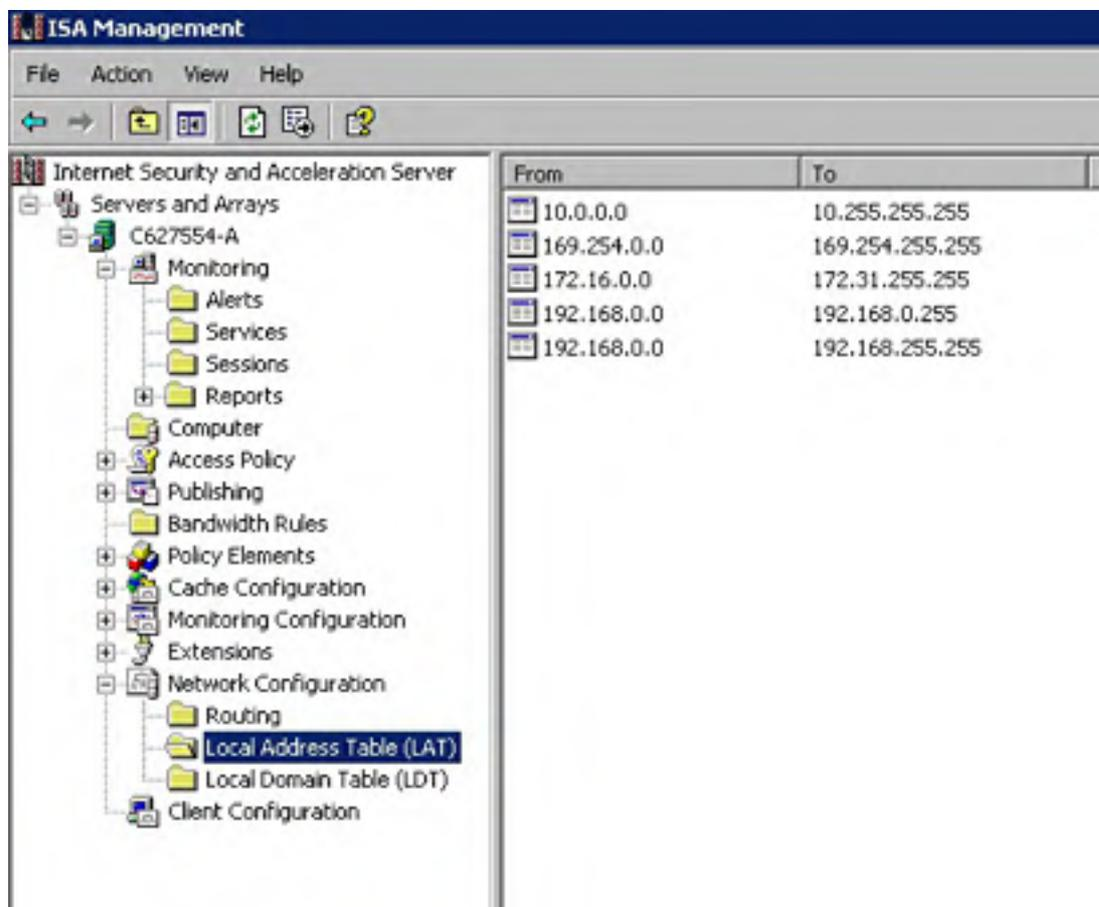 ISA Management
File Action View Help
Internet Security and Acceleration Server
Servers and Arrays
C627554-A
Monitoring
Alerts
Services
Sessions
Reports
Computer
Access Policy
Publishing
Bandwidth Rules
Policy Elements
Cache Configuration
Monitoring Configuration
Extensions
Network Configuration
Routing
Local Address Table (LAT)
Local Domain Table (LDT)
Client Configuration
From To
10.0.0.0 10.255.255.255
169.254.0.0 169.254.255.255
172.16.0.0 172.31.255.255
192.168.0.0 192.168.0.255
192.168.0.0 192.168.255.255